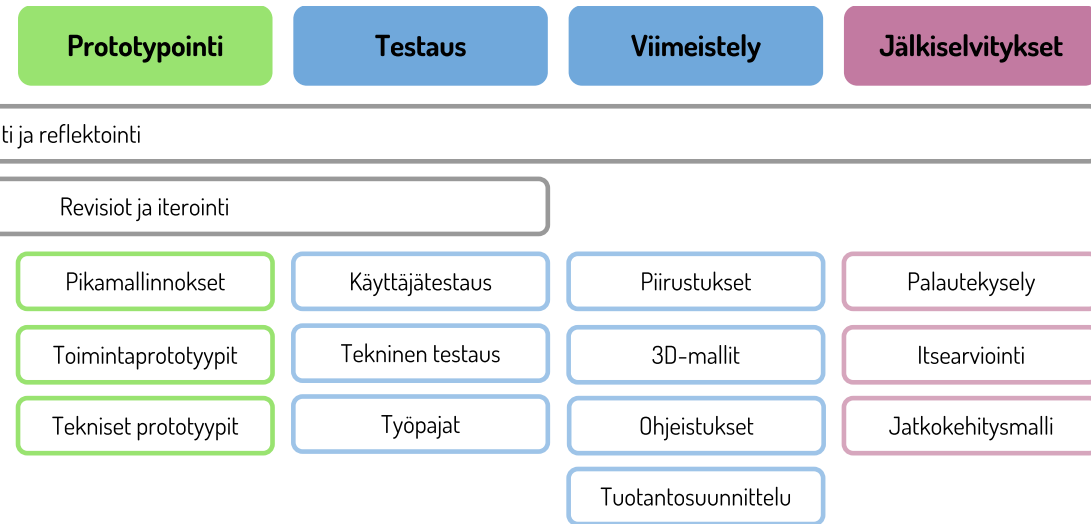 Prototypointi
Testaus
Viimeistely
Jälkiselvitykset
ti ja reflektointi
Revisiot ja iterointi
Pikamallinnokset
Käyttäjätestaus
Piirustukset
Palautekysely
Toimintaprototyypit
Tekninen testaus
3D-mallit
Itsearviointi
Tekniset prototyypit
Työpajat
Ohjeistukset
Jatkokehitysmalli
Tuotantosuunnittelu